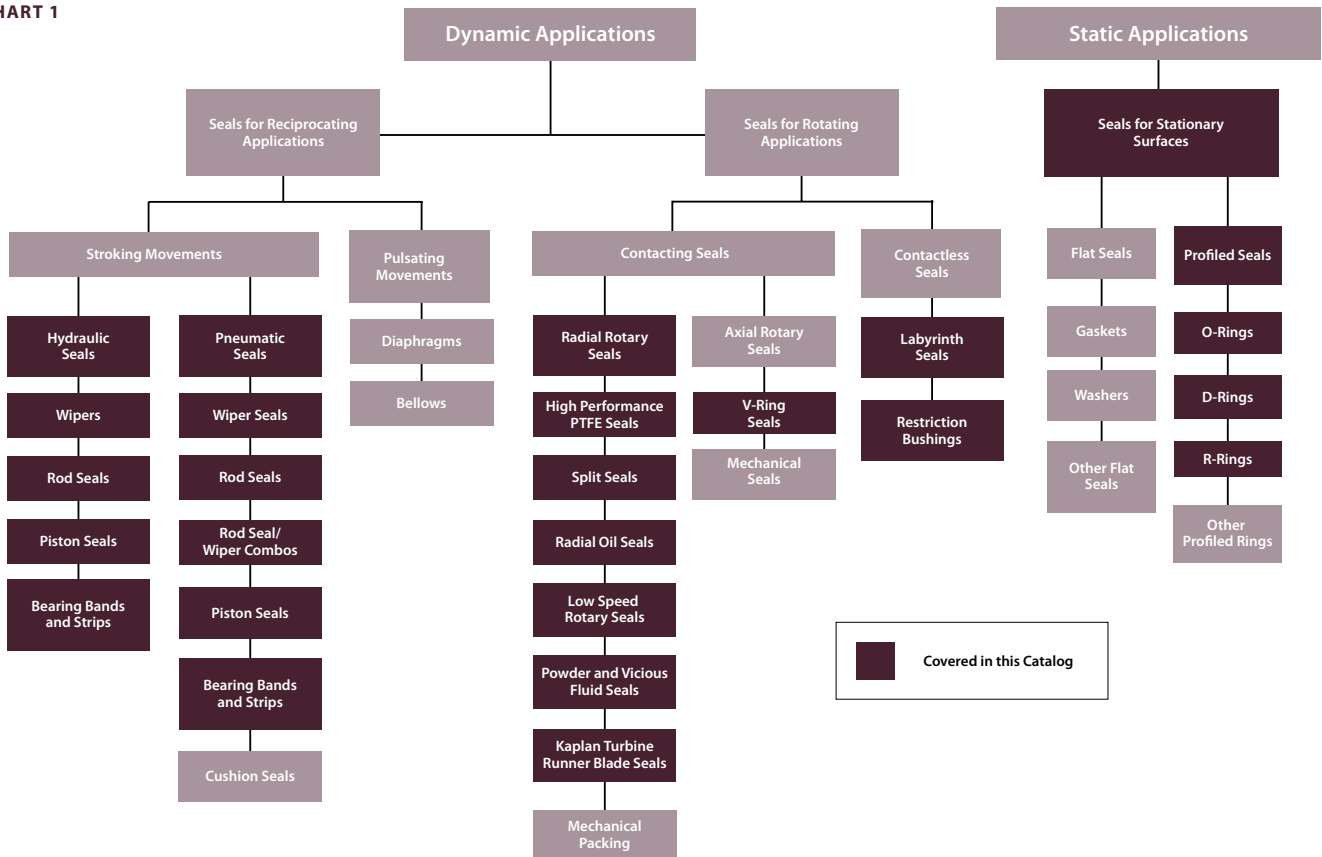 HART 1
Dynamic Applications
Static Applications
Seals for Reciprocating
Applications
Seals for Rotating
Applications
Seals for Stationary
Surfaces
Stroking Movements
Pulsating
Movements
Contacting Seals
Contactless
Seals
Flat Seals
Profiled Seals
Hydraulic
Seals
Wipers
Rod Seals
Piston Seals
Bearing Bands
and Strips
Pneumatic
Seals
Wiper Seals
Rod Seals
Rod Seal/
Wiper Combos
Piston Seals
Bearing Bands
and Strips
Cushion Seals
Diaphragms
Bellows
Radial Rotary
Seals
High Performance
PTFE Seals
Split Seals
Radial Oil Seals
Low Speed
Rotary Seals
Powder and Vicious
Fluid Seals
Kaplan Turbine
Runner Blade Seals
Mechanical
Packing
Axial Rotary
Seals
V-Ring
Seals
Mechanical
Seals
Labyrinth
Seals
Restriction
Bushings
Gaskets
Washers
Other Flat
Seals
O-Rings
D-Rings
R-Rings
Other
Profiled Rings
Covered in this Catalog